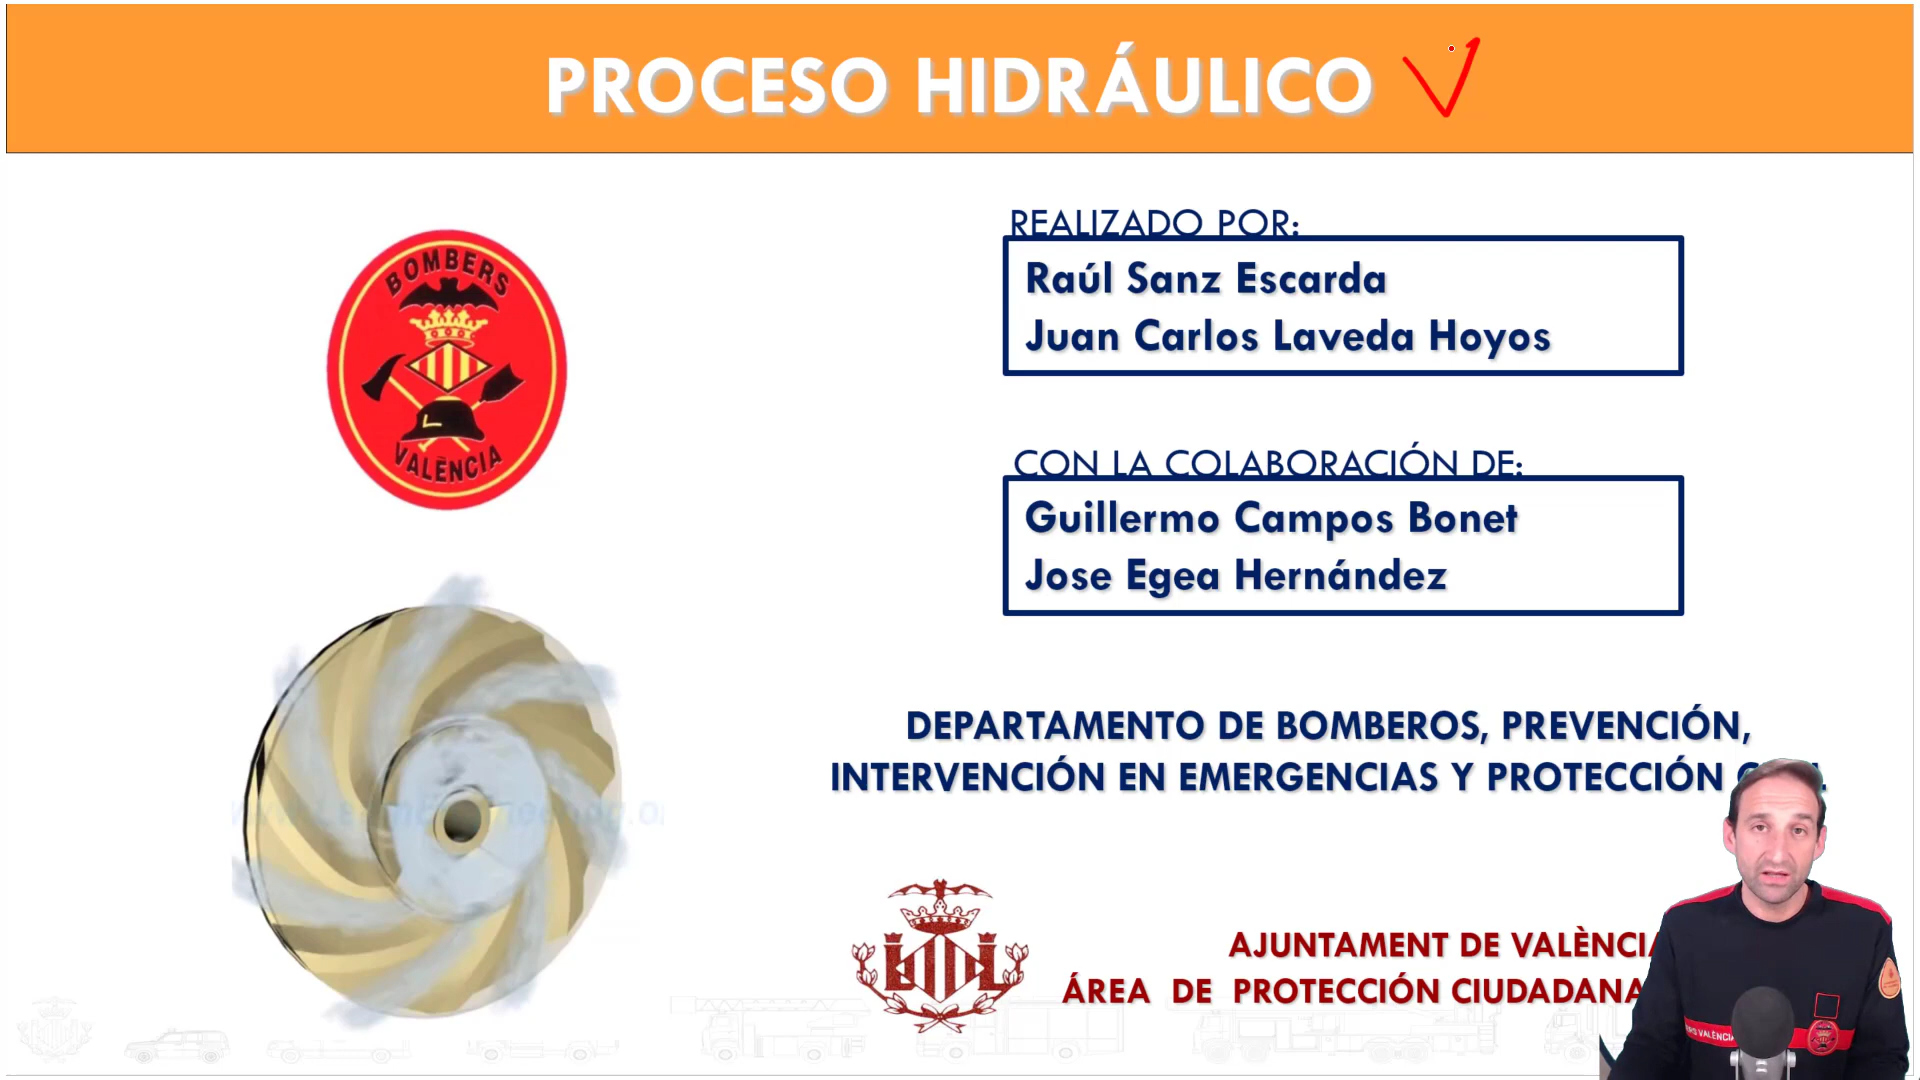 PROCESO HIDRÁULICO
BOMBERS
VALÈNCIA
REALIZADO POR:
Raúl Sanz Escarda
Juan Carlos Laveda Hoyos
CON LA COLABORACIÓN DE:
Guillermo Campos Bonet
Jose Egea Hernández
DEPARTAMENTO DE BOMBEROS, PREVENCIÓN,
INTERVENCIÓN EN EMERGENCIAS Y PROTECCIÓN
AJUNTAMENT DE VALÈNCIA
ÁREA DE PROTECCIÓN CIUDADANA